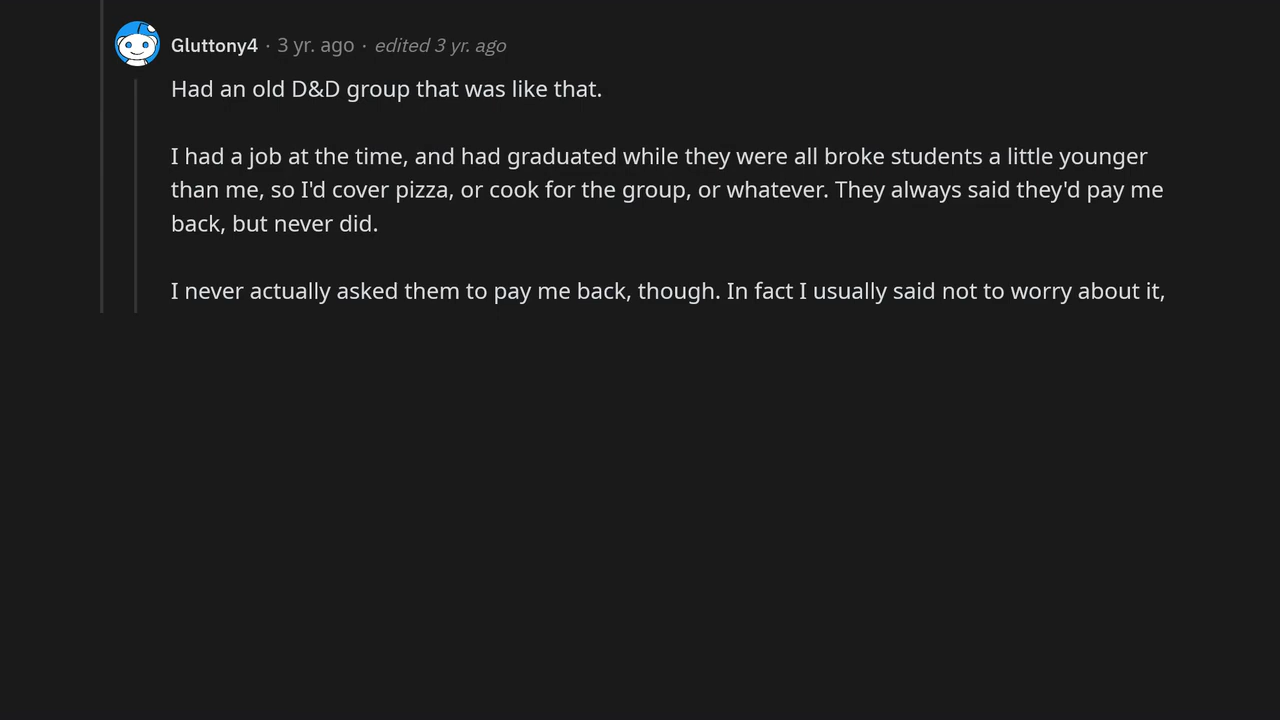 Gluttony4 · 3 yr. ago · edited 3 yr. ago
Had an old D&D group that was like that.
I had a job at the time, and had graduated while they were all broke students a little younger
than me, so I'd cover pizza, or cook for the group, or whatever. They always said they'd pay me
back, but never did.
I never actually asked them to pay me back, though. In fact I usually said not to worry about it,